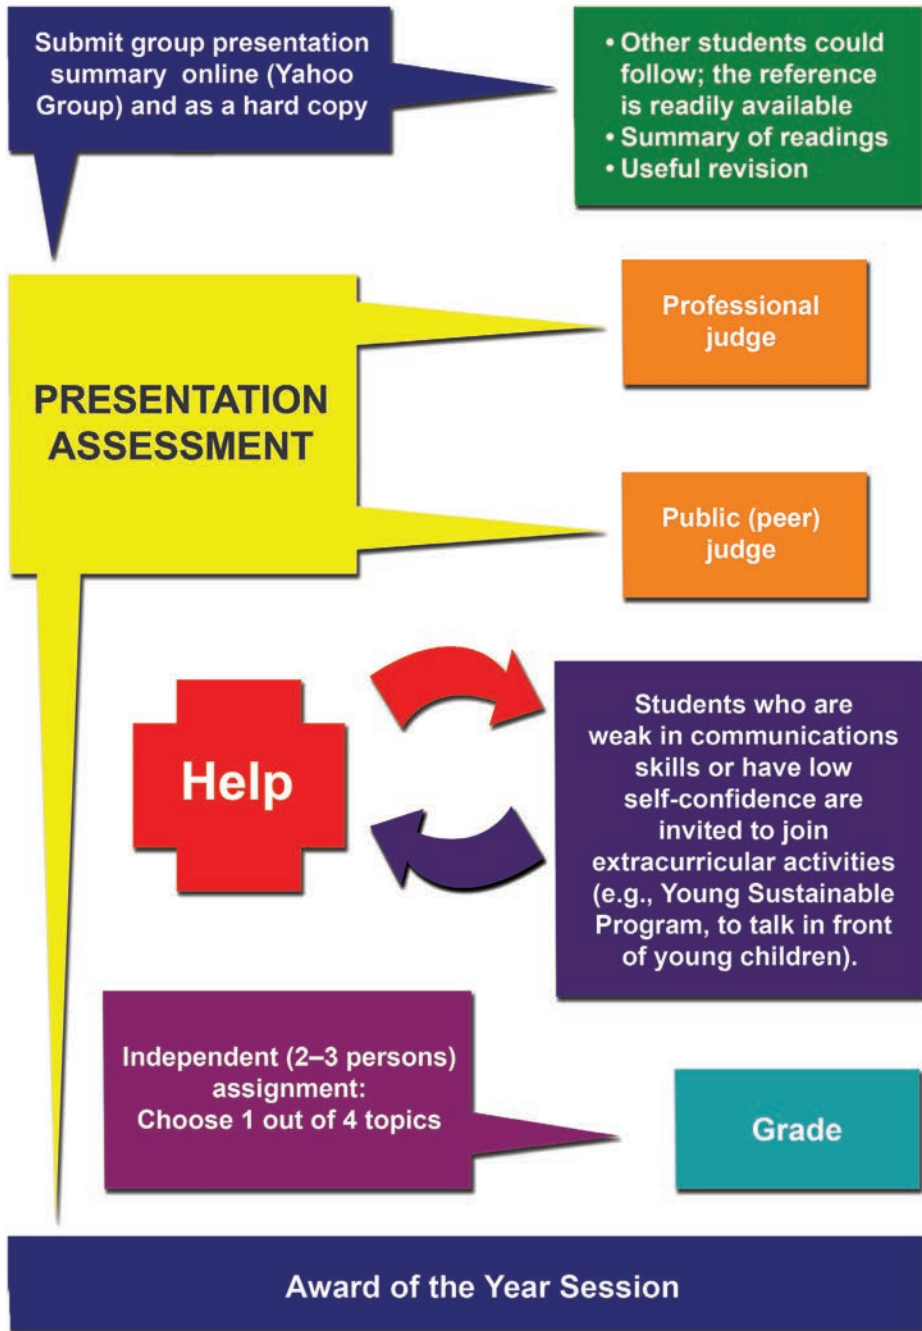 Submit group presentation
summary online (Yahoo
Group) and as a hard copy
• Other students could
follow; the reference
is readily available
• Summary of readings
• Useful revision
PRESENTATION
ASSESSMENT
Professional
judge
Public (peer)
judge
Help
Students who are
weak in communications
skills or have low
self-confidence are
invited to join
extracurricular activities
(e.g., Young Sustainable
Program, to talk in front
of young children).
Independent (2–3 persons)
assignment:
Choose 1 out of 4 topics
Grade
Award of the Year Session